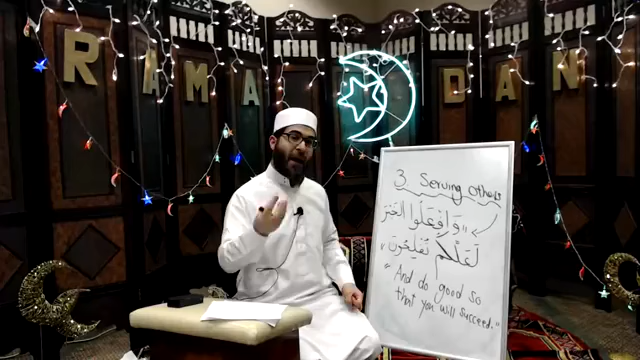 RAMADAN
3. Serving Others
"وَافْعَلُوا الْخَيْرَ
لَعَلَّكُمْ تُفْلِحُونَ"
"And do good so
that you will succeed."